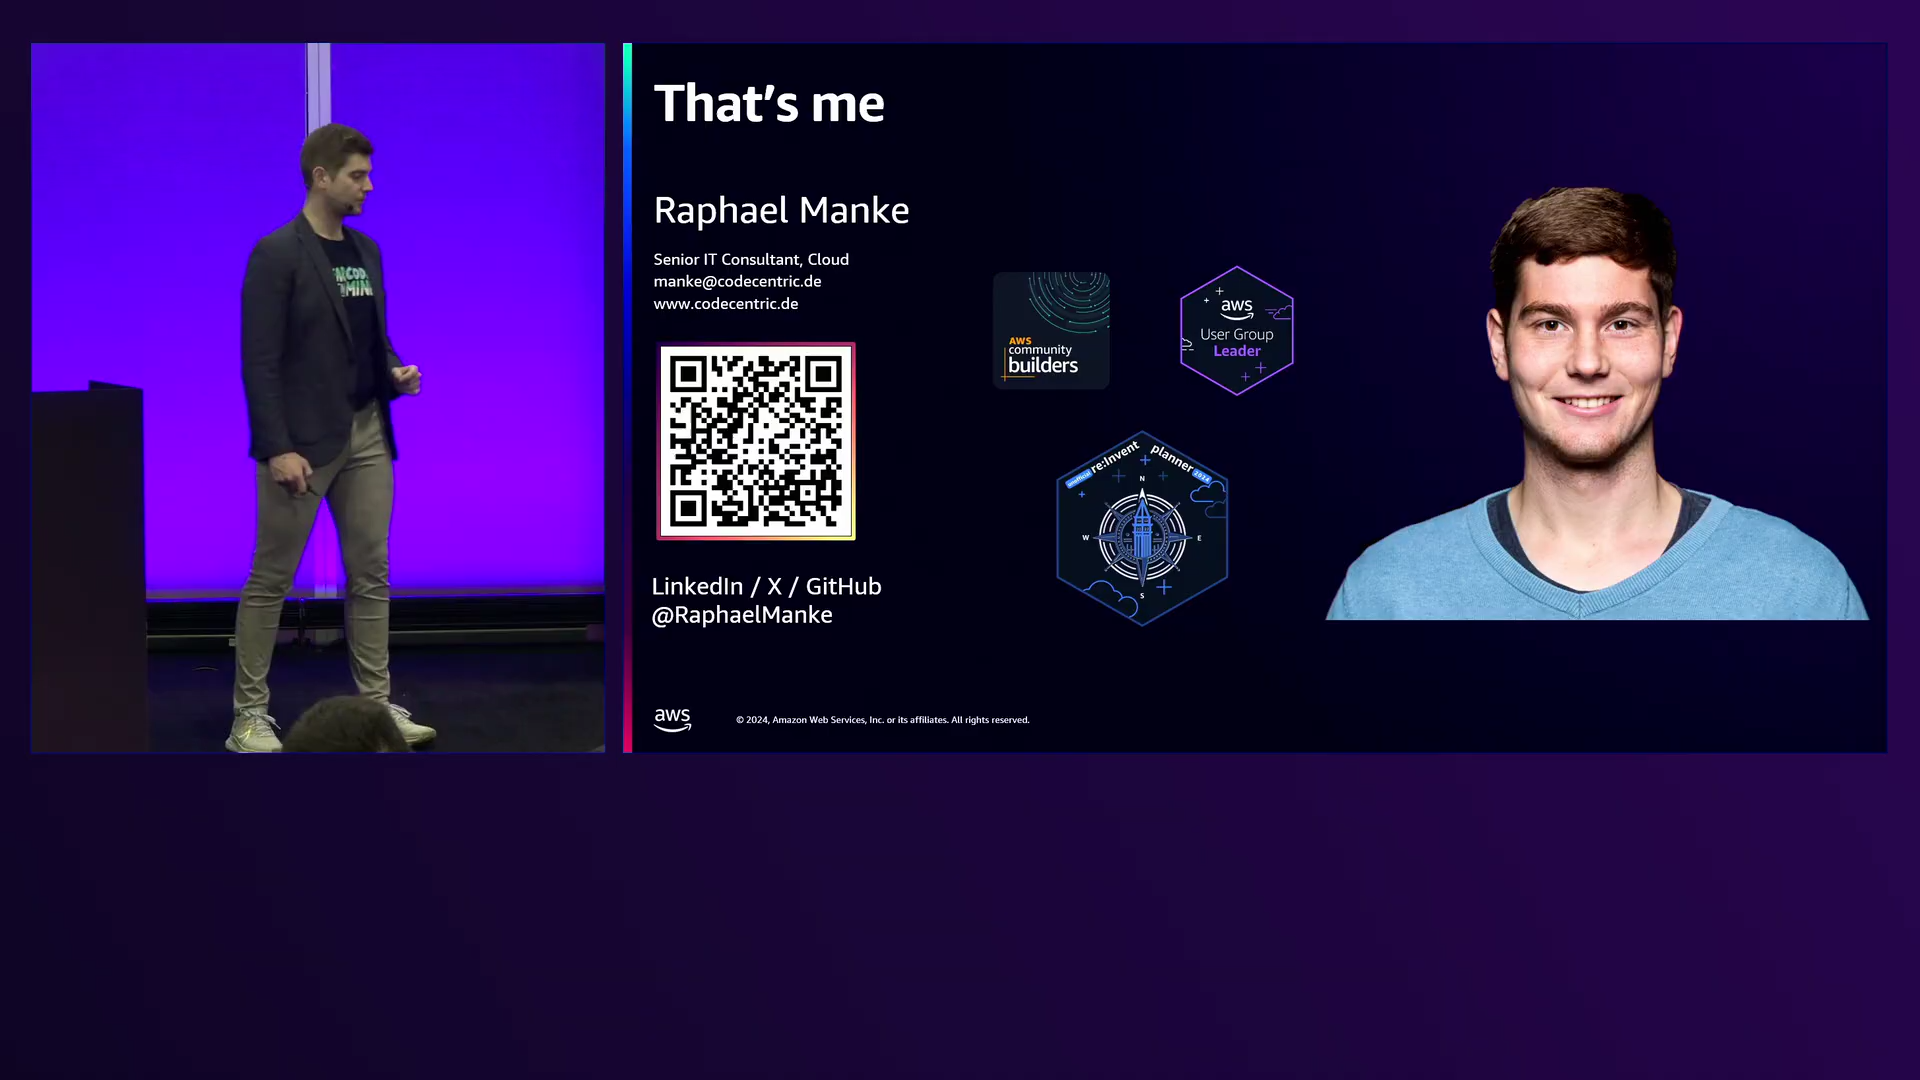 That's me
Raphael Manke
Senior IT Consultant, Cloud
manke@codecentric.de
www.codecentric.de
AWS
community
builders
aws
User Group
Leader
unofficial re:Invent planner 2024
N
W
E
S
LinkedIn / X / GitHub
@RaphaelManke
aws
© 2024, Amazon Web Services, Inc. or its affiliates. All rights reserved.